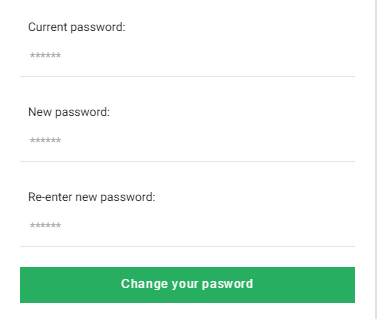 Current password:
******
New password:
******
Re-enter new password:
******
Change your pasword